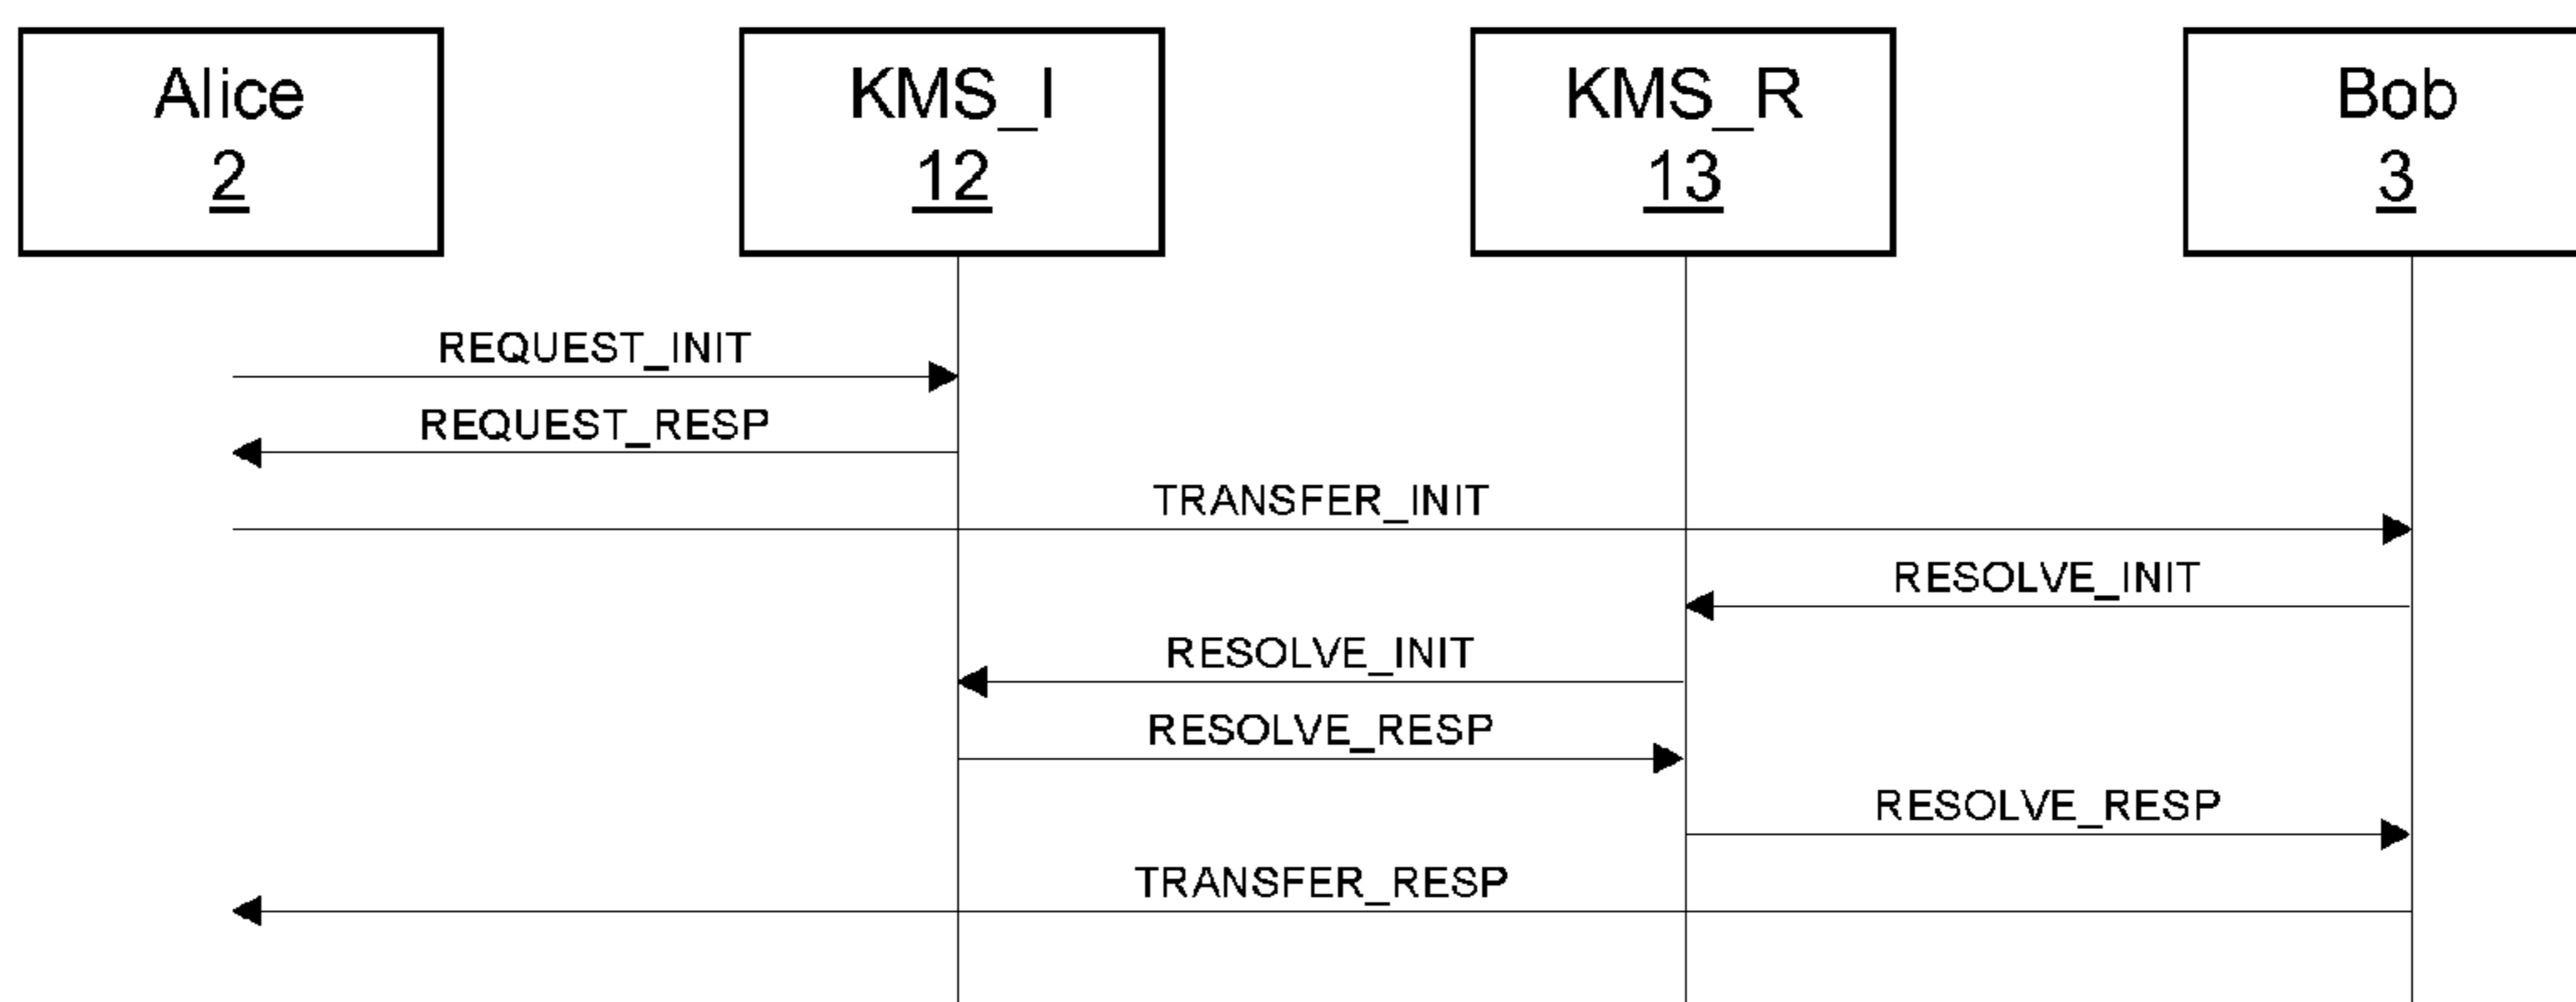 Alice
2
KMS_I
12
KMS_R
13
Bob
3
REQUEST_INIT
REQUEST_RESP
TRANSFER_INIT
RESOLVE_INIT
RESOLVE_INIT
RESOLVE_RESP
RESOLVE_RESP
TRANSFER_RESP